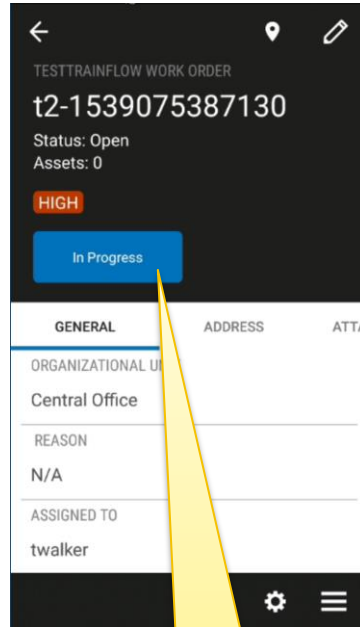 TESTTRAINFLOW WORK ORDER
t2-1539075387130
Status: Open
Assets: 0
HIGH
In Progress
GENERAL ADDRESS
ORGANIZATIONAL
Central Office
REASON
N/A
ASSIGNED TO
twalker